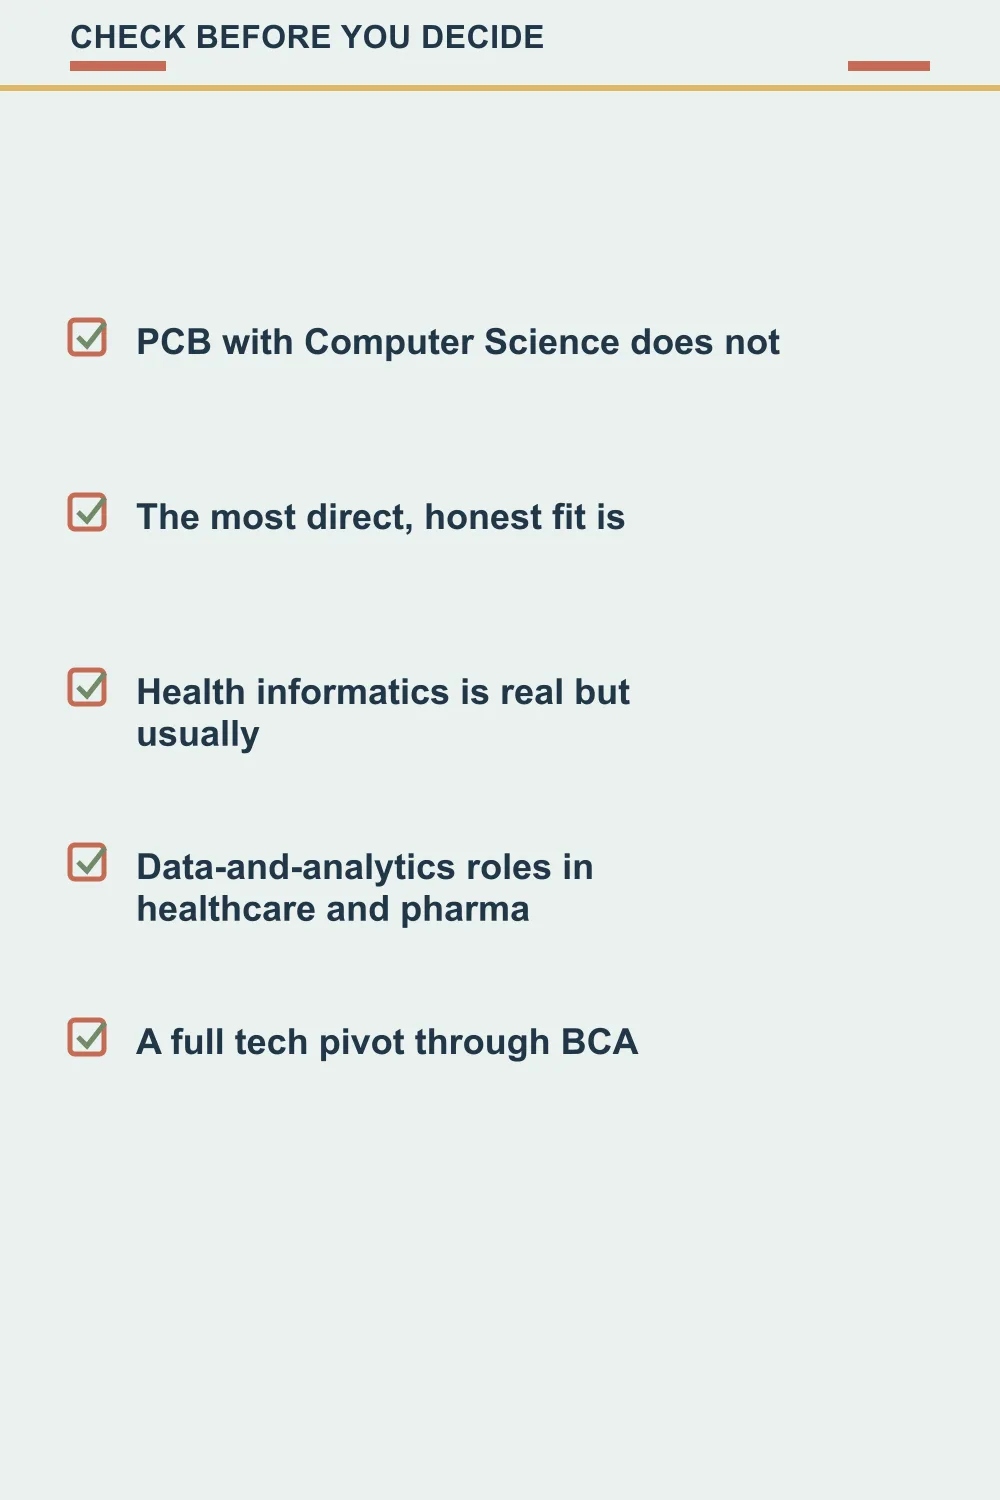 CHECK BEFORE YOU DECIDE
PCB with Computer Science does not
The most direct, honest fit is
Health informatics is real but
usually
Data-and-analytics roles in
healthcare and pharma
A full tech pivot through BCA